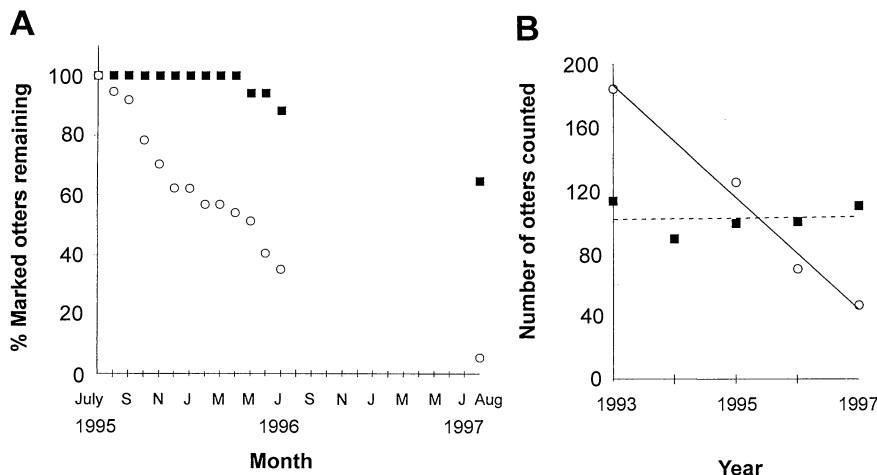 A
% Marked otters remaining
100
80
60
40
20
0
July S N J M M J S N J M M J Aug
1995 1996 1997
Month
B
Number of otters counted
200
160
120
80
40
0
1993 1995 1997
Year